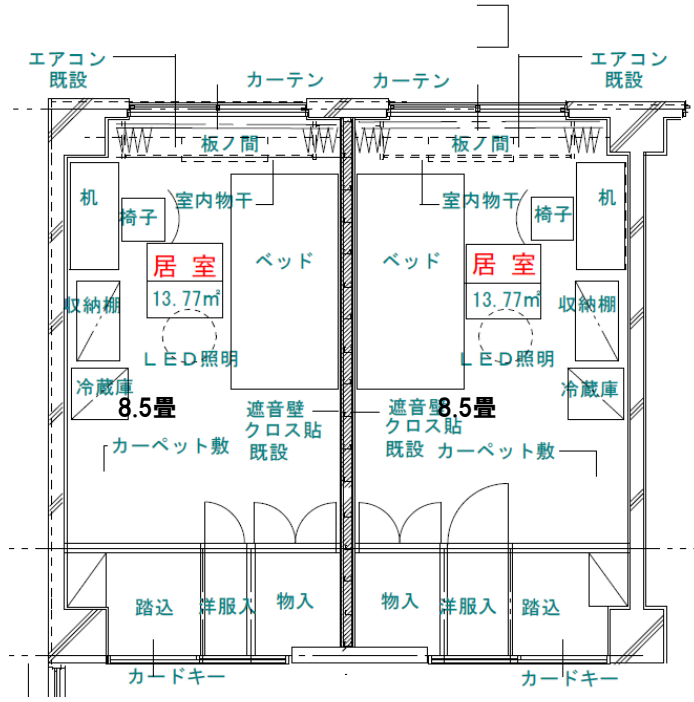 エアコン
既設
カーテン
カーテン
エアコン
既設
板ノ間
板ノ間
机
椅子
室内物干
室内物干
椅子
机
居室
ベッド
ベッド
居室
13.77㎡
13.77㎡
収納棚
収納棚
LED照明
LED照明
冷蔵庫
8.5畳
遮音壁
クロス貼
既設
遮音壁
クロス貼
既設
8.5畳
冷蔵庫
カーペット敷
カーペット敷
踏込
洋服入
物入
物入
洋服入
踏込
カードキー
カードキー